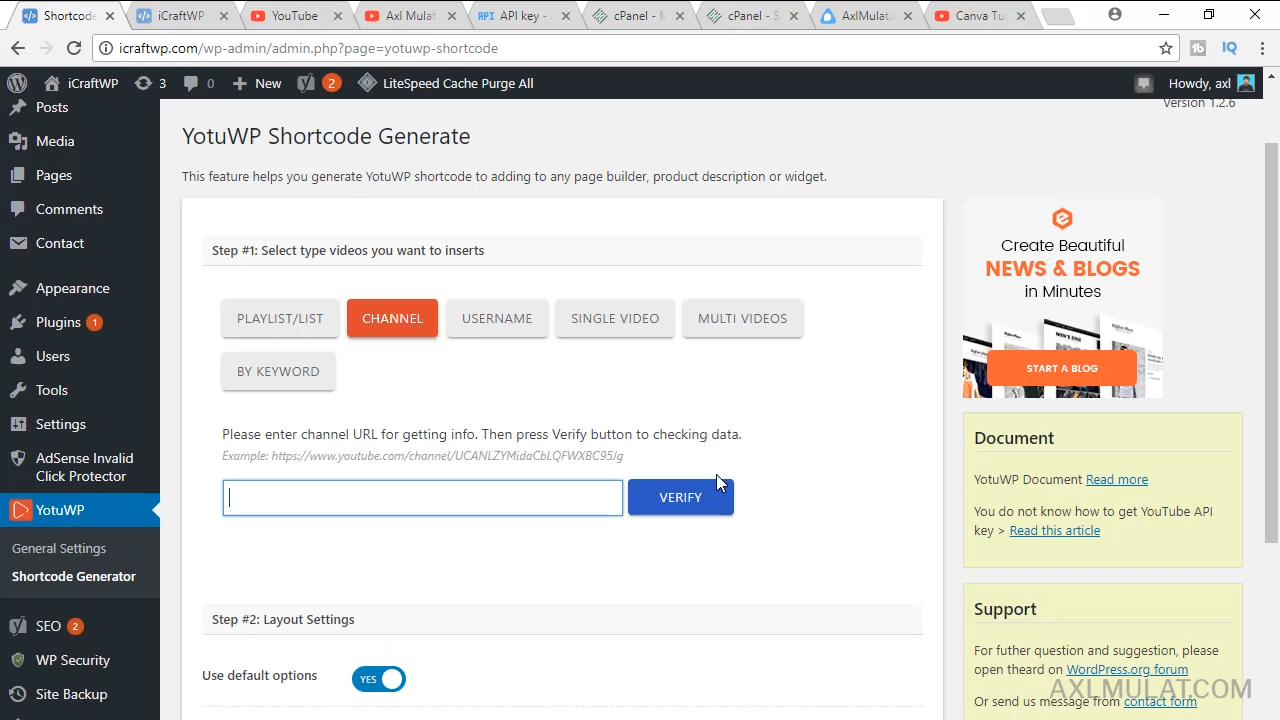 Shortcode
iCraftWP -
YouTube
Axl Mulat
API API key -
cPanel - M
cPanel - S
AxlMulat.
Canva Tut
icraftwp.com/wp-admin/admin.php?page=yotuwp-shortcode
tb IQ
iCraftWP 3 0 New 2 LiteSpeed Cache Purge All Howdy, axl
Posts
Media
Pages
Comments
Contact
Appearance
Plugins 1
Users
Tools
Settings
AdSense Invalid
Click Protector
YotuWP
General Settings
Shortcode Generator
SEO 2
WP Security
Site Backup
Version 1.2.6
YotuWP Shortcode Generate
This feature helps you generate YotuWP shortcode to adding to any page builder, product description or widget.
Step #1: Select type videos you want to inserts
PLAYLIST/LIST CHANNEL USERNAME SINGLE VIDEO MULTI VIDEOS
BY KEYWORD
Please enter channel URL for getting info. Then press Verify button to checking data.
Example: https://www.youtube.com/channel/UCANLZYMidaCbLQFWXBC95Jg
VERIFY
Step #2: Layout Settings
Use default options YES
Create Beautiful
NEWS & BLOGS
in Minutes
START A BLOG
Document
YotuWP Document Read more
You do not know how to get YouTube API
key > Read this article
Support
For futher question and suggestion, please
open theard on WordPress.org forum
Or send us message from contact form
AXLMULAT.COM